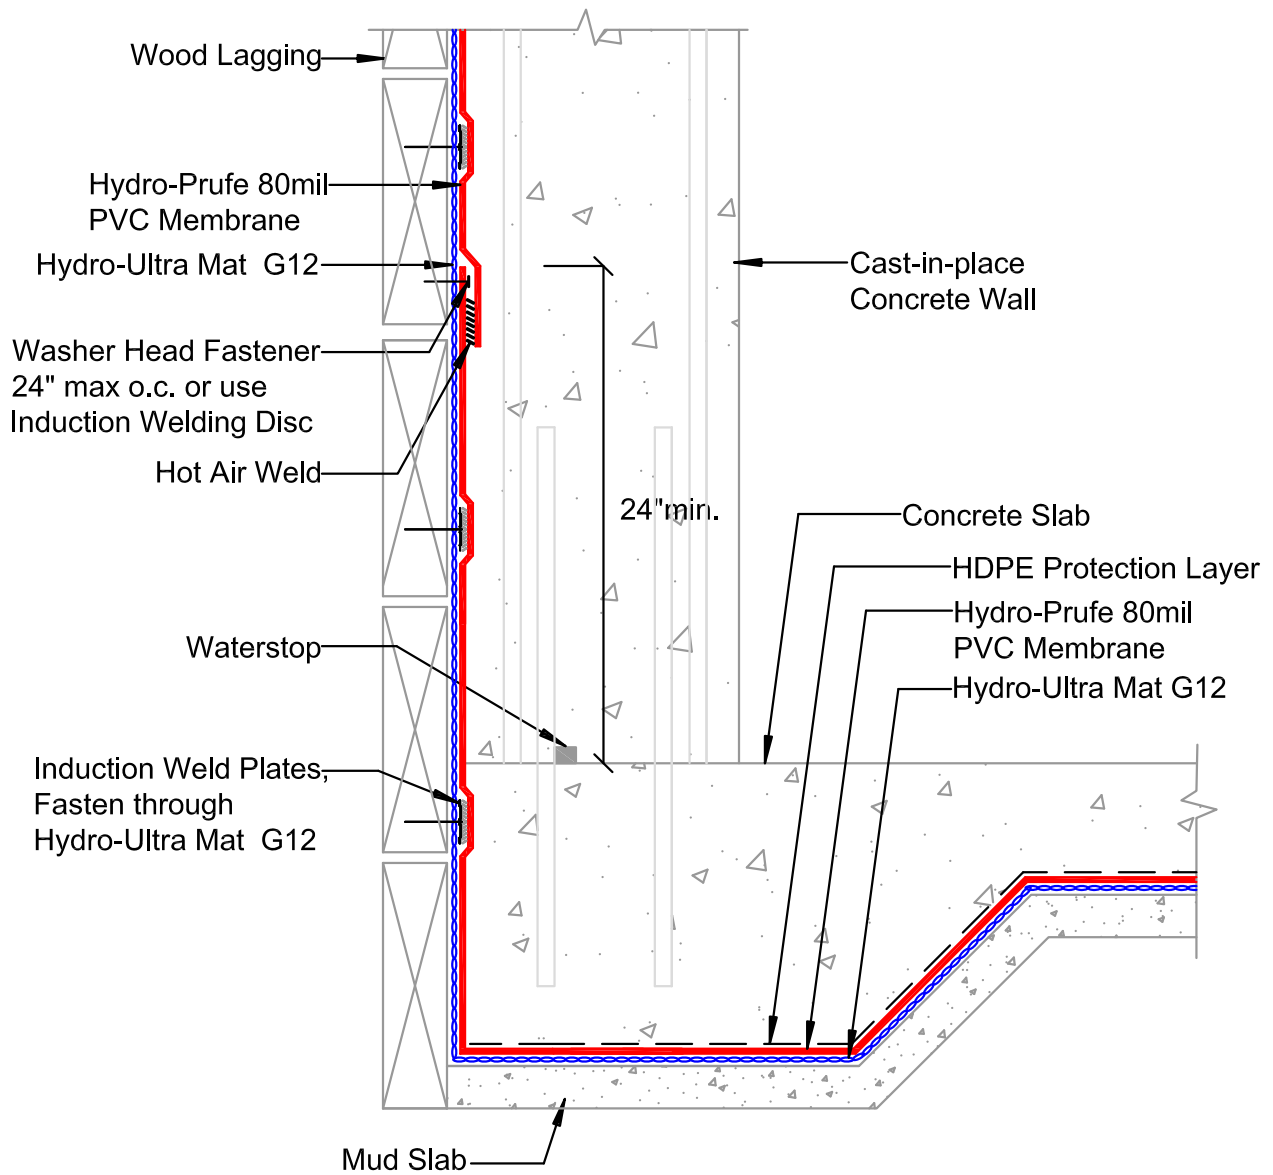 Wood Lagging
Hydro-Prufe 80mil
PVC Membrane
Hydro-Ultra Mat G12
Washer Head Fastener
24" max o.c. or use
Induction Welding Disc
Hot Air Weld
Waterstop
Induction Weld Plates,
Fasten through
Hydro-Ultra Mat G12
Mud Slab
24"min.
Cast-in-place
Concrete Wall
Concrete Slab
HDPE Protection Layer
Hydro-Prufe 80mil
PVC Membrane
Hydro-Ultra Mat G12